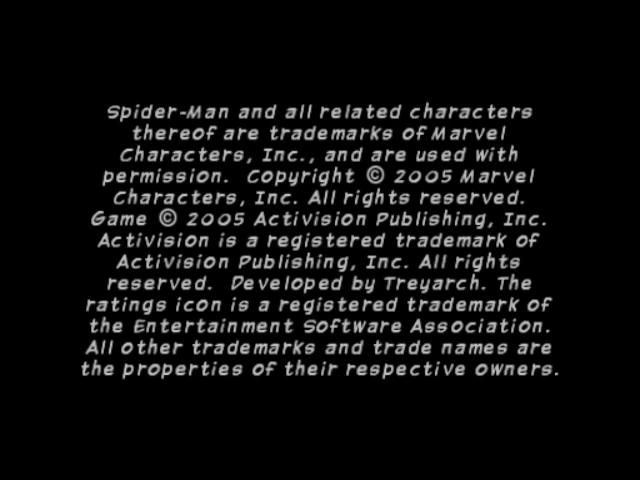 Spider-Man and all related characters
thereof are trademarks of Marvel
Characters, Inc., and are used with
permission.  Copyright © 2005 Marvel
Characters, Inc. All rights reserved.
Game © 2005 Activision Publishing, Inc.
Activision is a registered trademark of
Activision Publishing, Inc. All rights
reserved.  Developed by Treyarch. The
ratings icon is a registered trademark of
the Entertainment Software Association.
All other trademarks and trade names are
the properties of their respective owners.